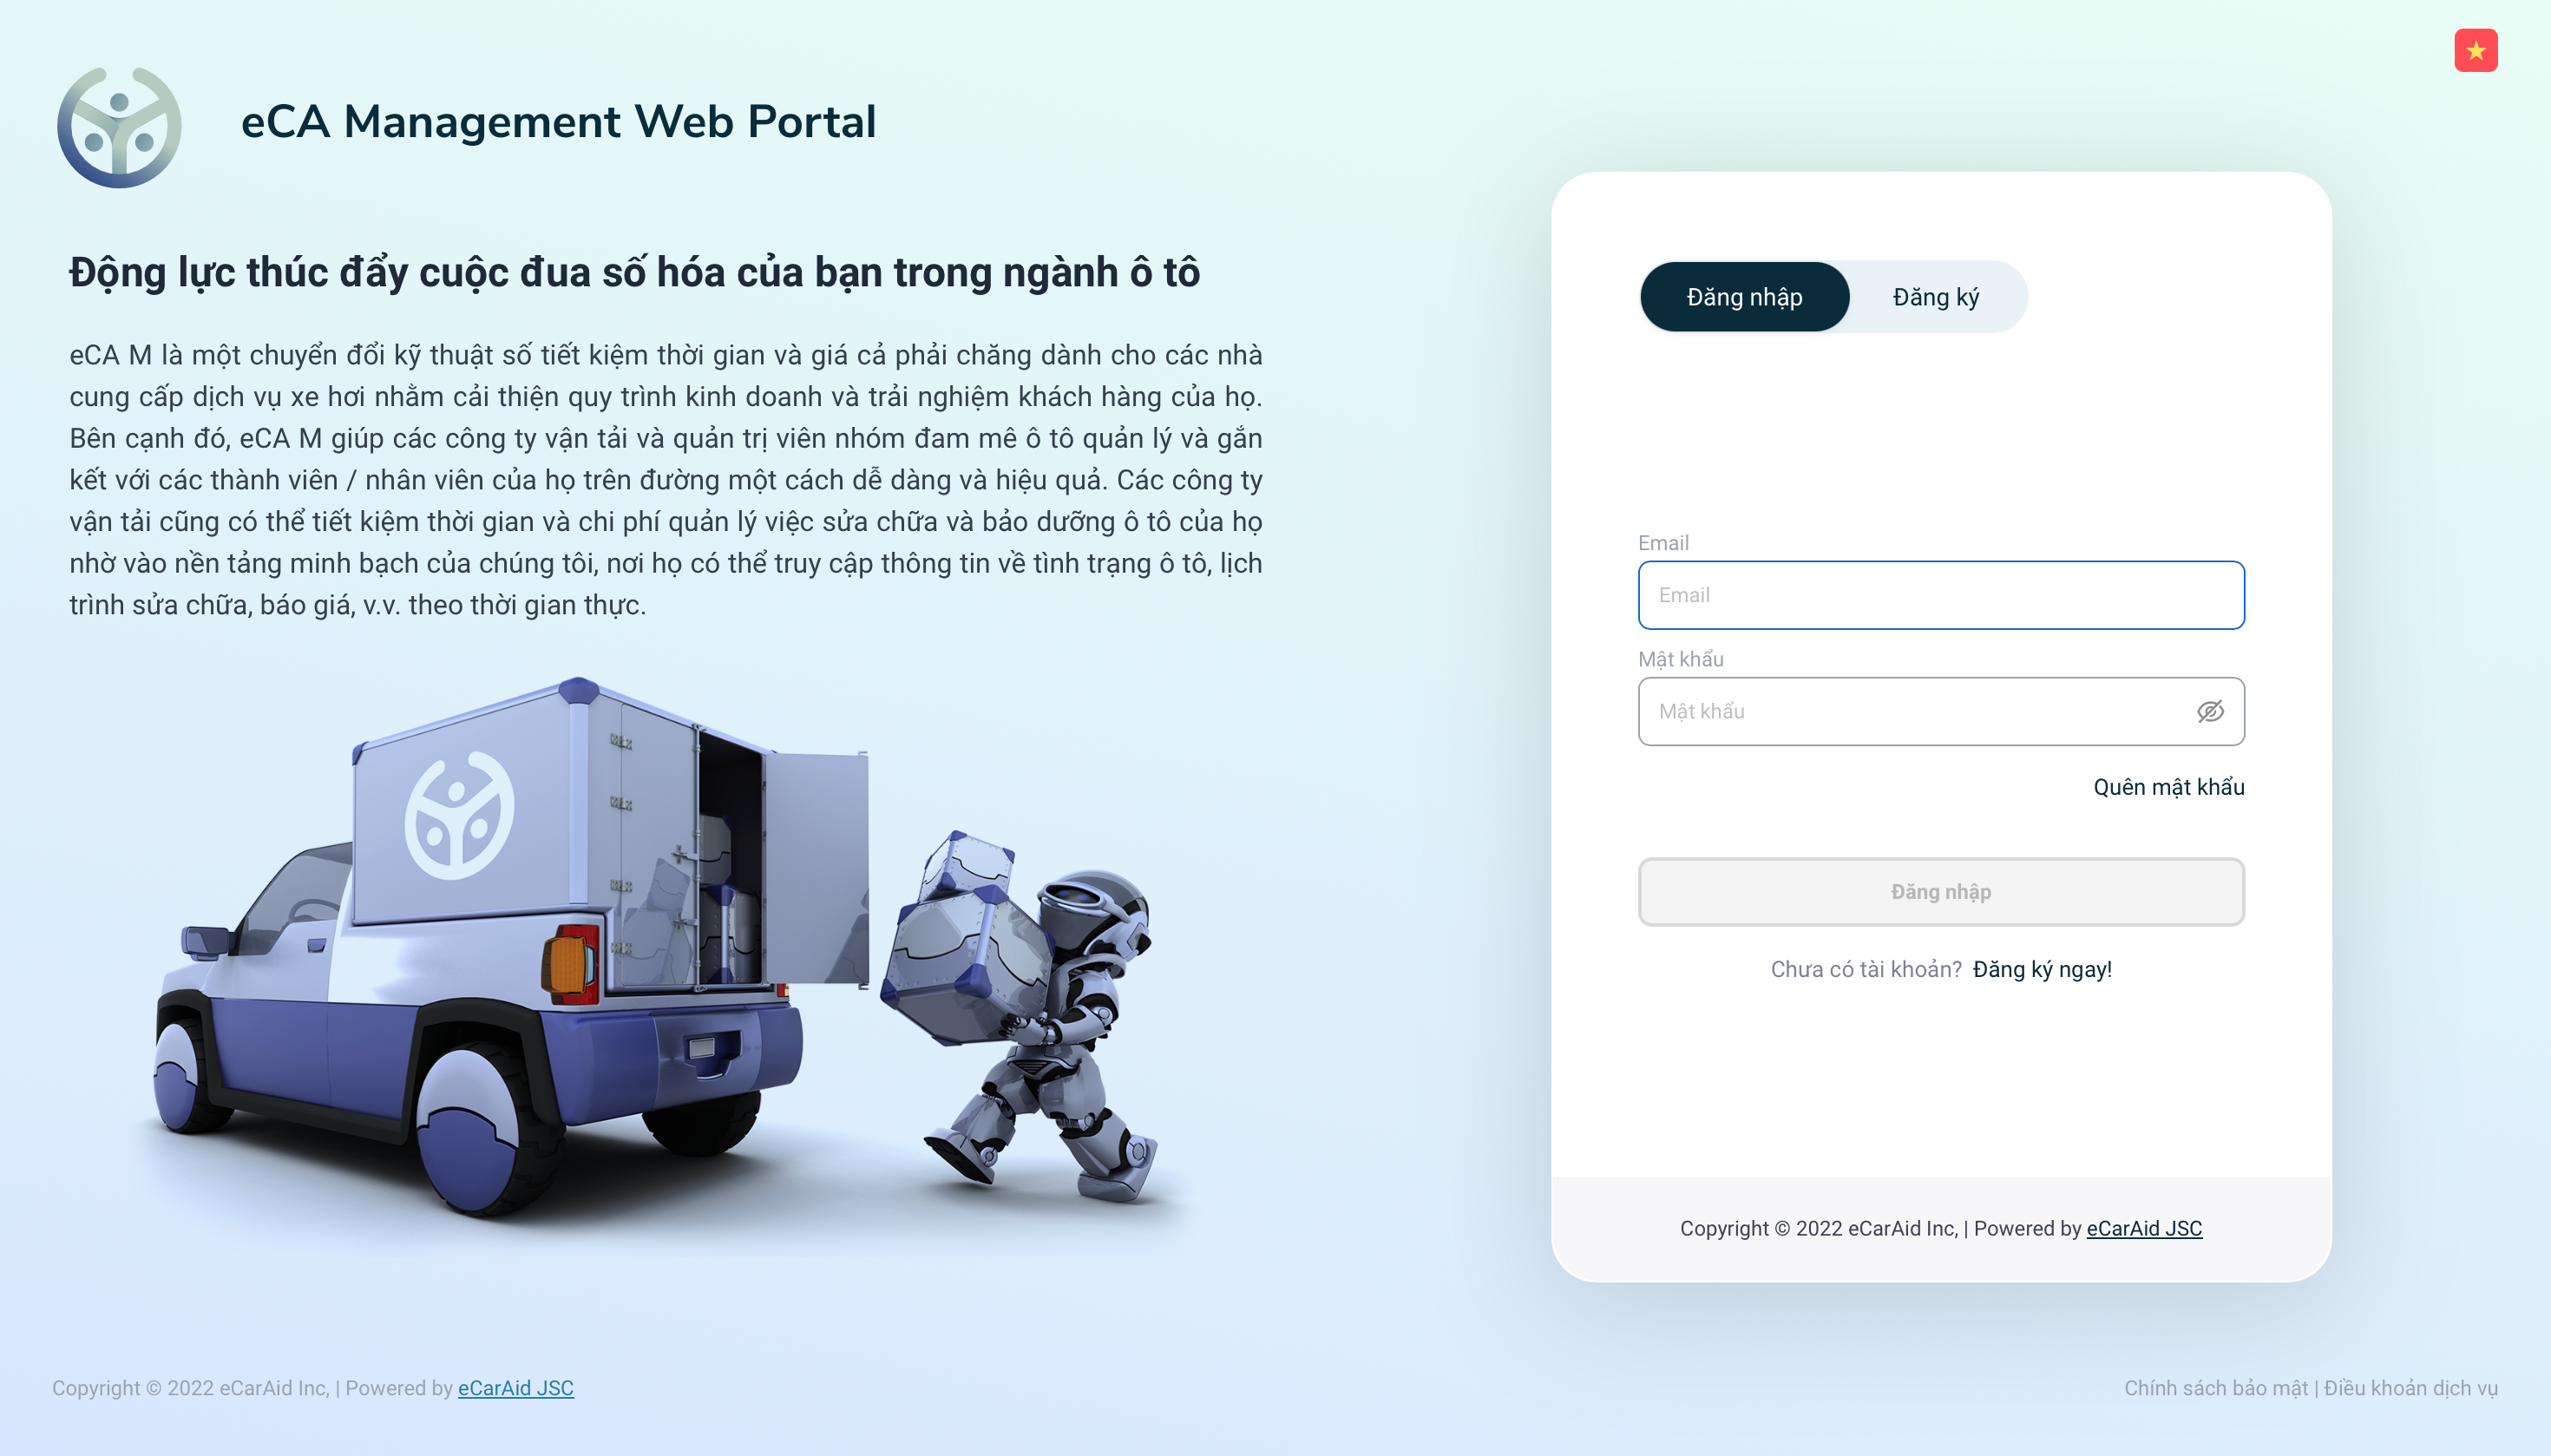 eCA Management Web Portal
Động lực thúc đẩy cuộc đua số hóa của bạn trong ngành ô tô
eCA M là một chuyển đổi kỹ thuật số tiết kiệm thời gian và giá cả phải chăng dành cho các nhà
cung cấp dịch vụ xe hơi nhằm cải thiện quy trình kinh doanh và trải nghiệm khách hàng của họ.
Bên cạnh đó, eCA M giúp các công ty vận tải và quản trị viên nhóm đam mê ô tô quản lý và gắn
kết với các thành viên / nhân viên của họ trên đường một cách dễ dàng và hiệu quả. Các công ty
vận tải cũng có thể tiết kiệm thời gian và chi phí quản lý việc sửa chữa và bảo dưỡng ô tô của họ
nhờ vào nền tảng minh bạch của chúng tôi, nơi họ có thể truy cập thông tin về tình trạng ô tô, lịch
trình sửa chữa, báo giá, v.v. theo thời gian thực.
Đăng nhập
Đăng ký
Email
Email
Mật khẩu
Mật khẩu
Quên mật khẩu
Đăng nhập
Chưa có tài khoản? Đăng ký ngay!
Copyright © 2022 eCarAid Inc, | Powered by eCarAid JSC
Copyright © 2022 eCarAid Inc, | Powered by eCarAid JSC
Chính sách bảo mật | Điều khoản dịch vụ